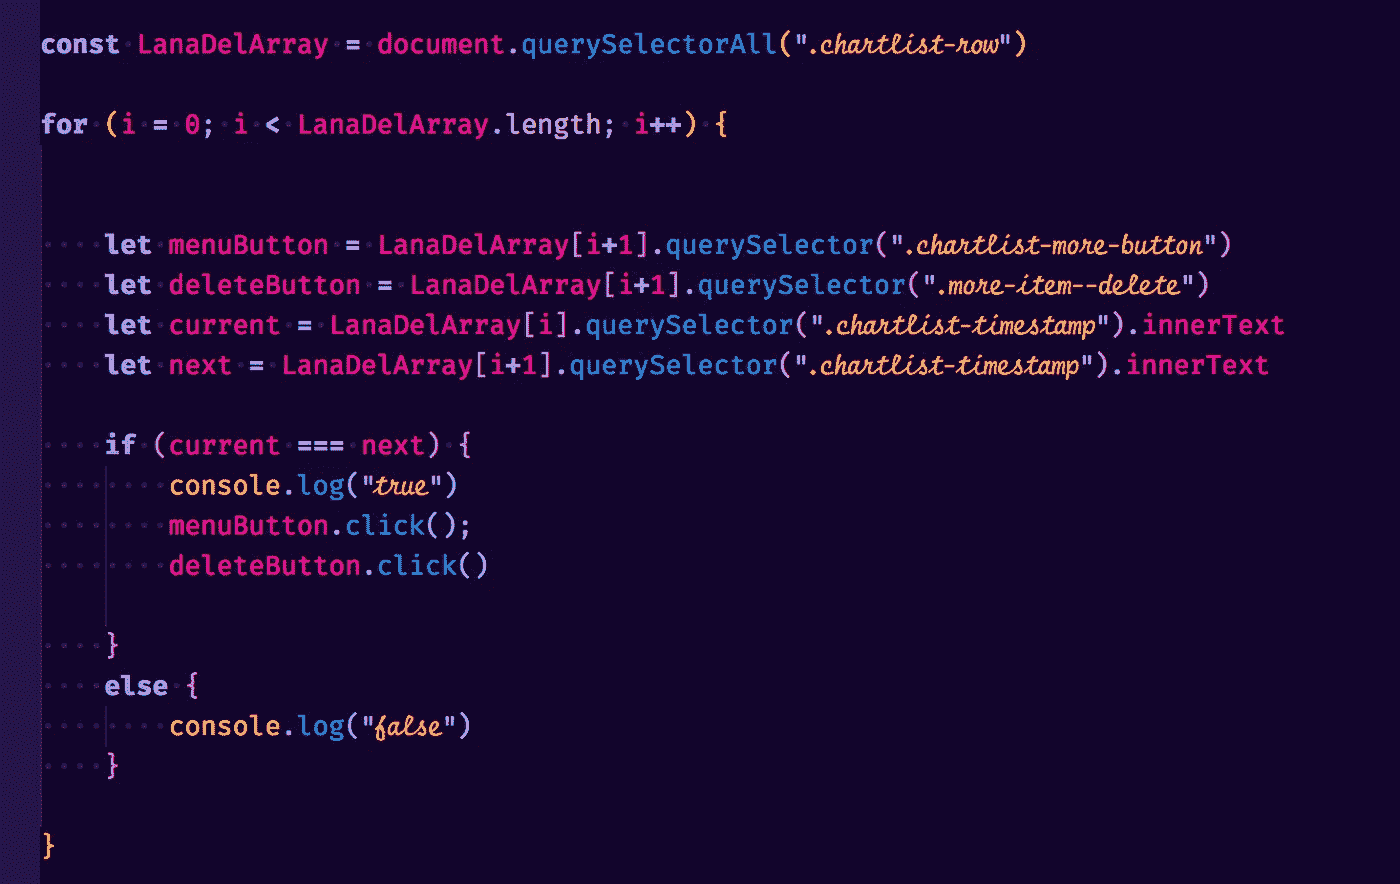 const LanaDelArray = document.querySelectorAll(".chartlist-row")
for (i = 0; i < LanaDelArray.length; i++) {
let menuButton = LanaDelArray[i+1].querySelector(".chartlist-more-button")
let deleteButton = LanaDelArray[i+1].querySelector(".more-item--delete")
let current = LanaDelArray[i].querySelector(".chartlist-timestamp").innerText
let next = LanaDelArray[i+1].querySelector(".chartlist-timestamp").innerText
if (current === next) {
console.log("true")
menuButton.click();
deleteButton.click()
}
else {
console.log("false")
}
}